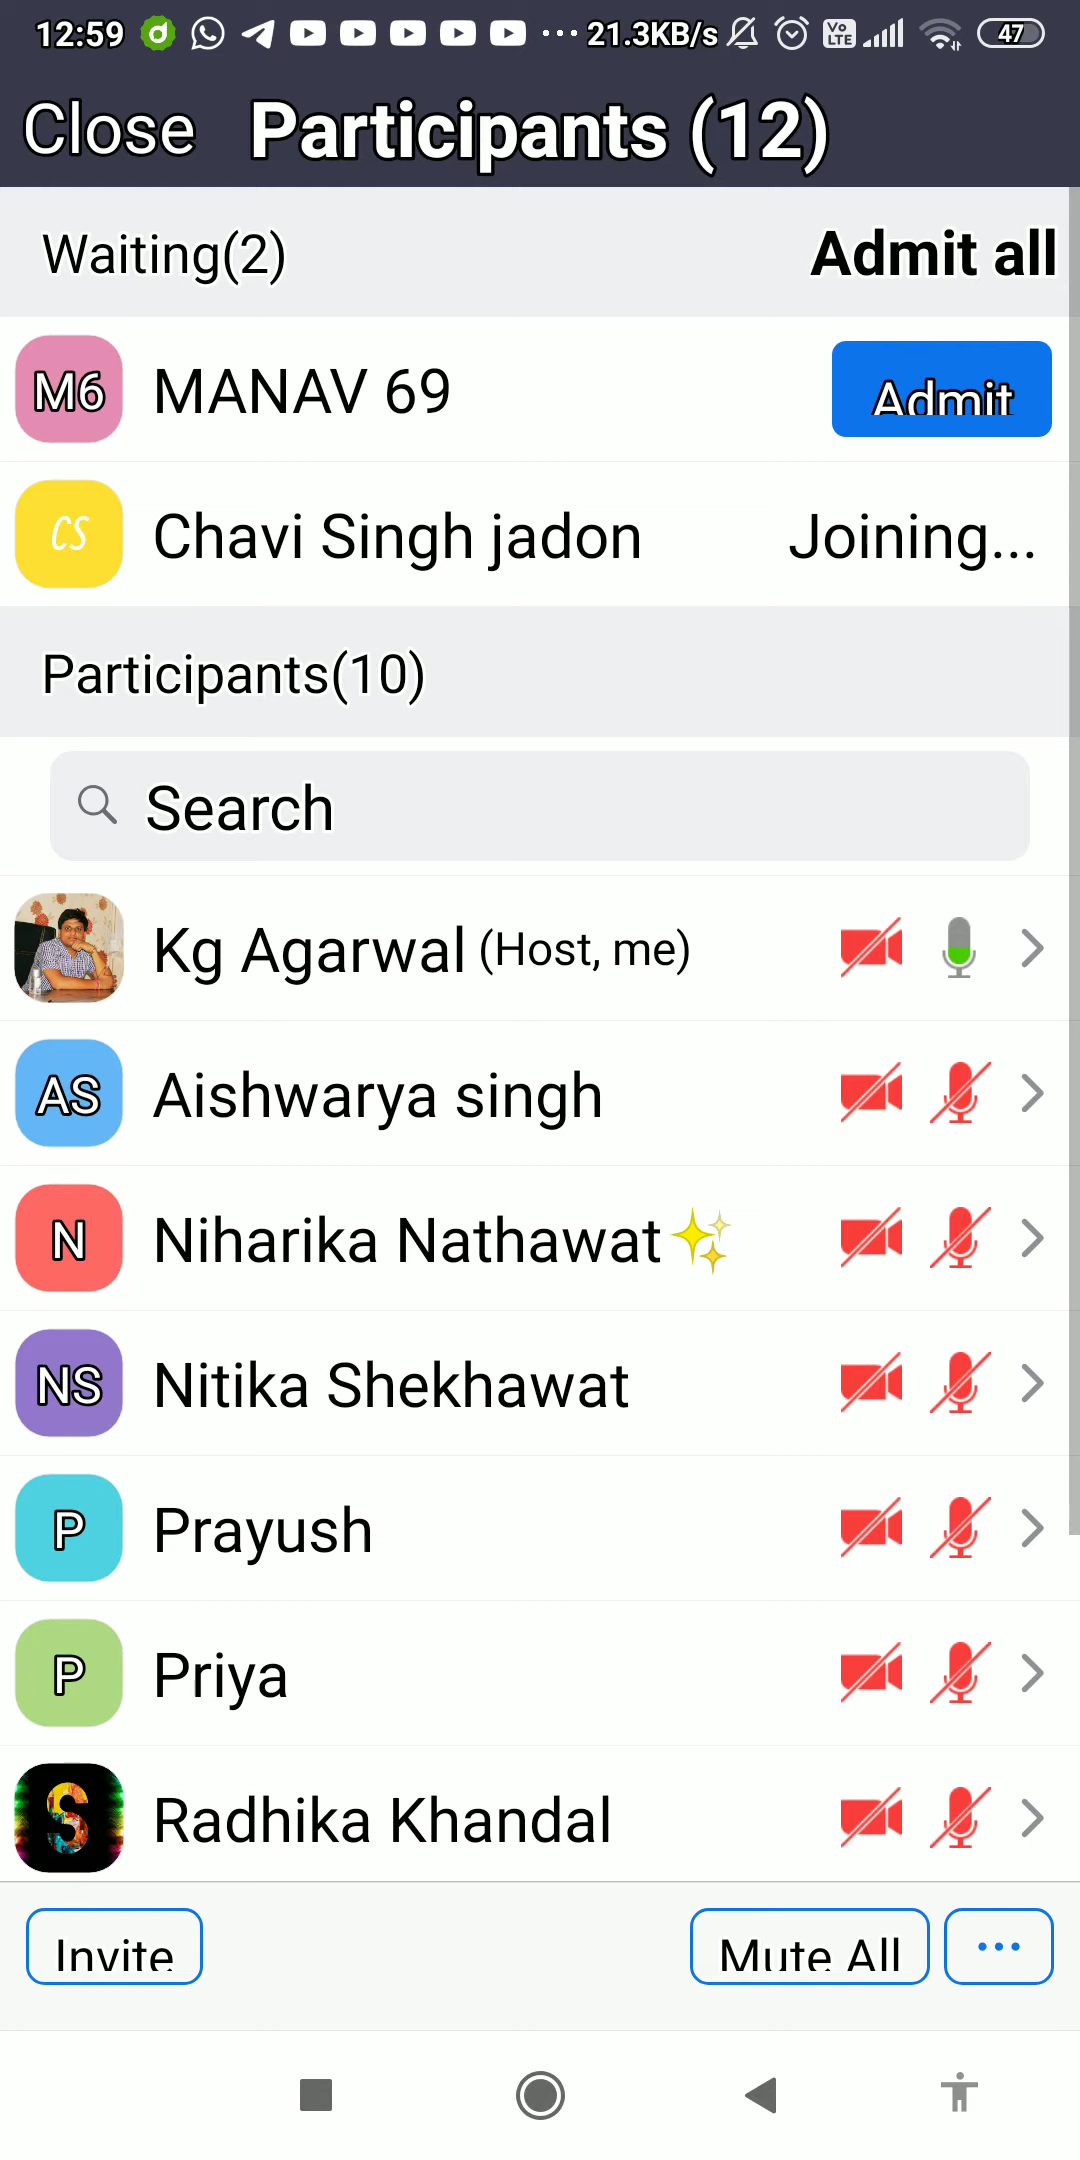 12:59 21.3KB/s Vo LTE 47
Close Participants (12)
Waiting(2) Admit all
M6 MANAV 69 Admit
CS Chavi Singh jadon Joining...
Participants(10)
Search
Kg Agarwal (Host, me)
AS Aishwarya singh
N Niharika Nathawat✨
NS Nitika Shekhawat
P Prayush
P Priya
S Radhika Khandal
Invite Mute All ...